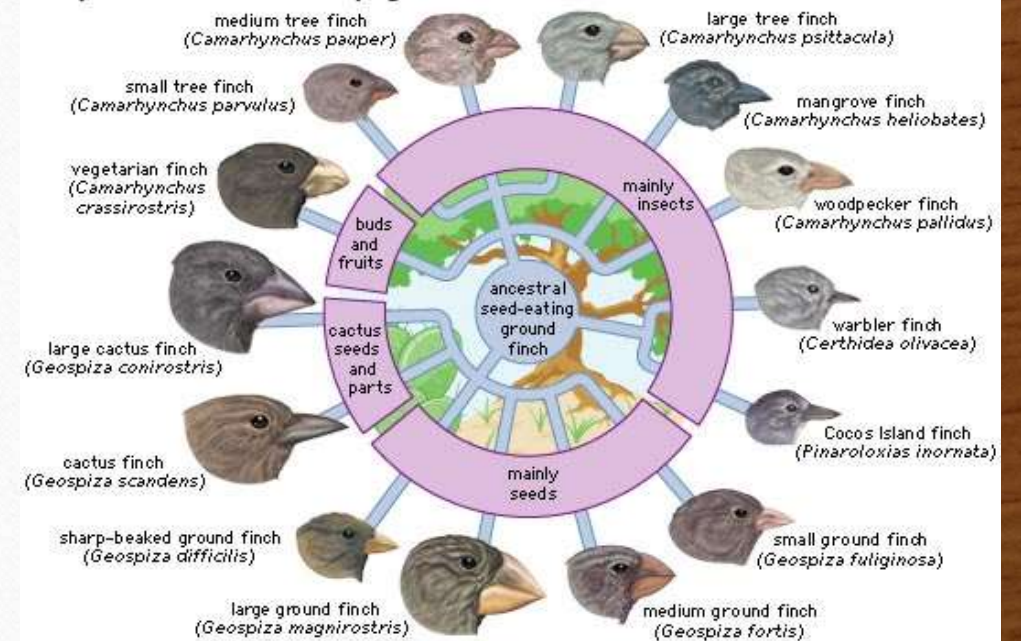 medium tree finch
(Camarhynchus pauper)
large tree finch
(Camarhynchus psittacula)
small tree finch
(Camarhynchus parvulus)
mangrove finch
(Camarhynchus heliobates)
vegetarian finch
(Camarhynchus
crassirostris)
woodpecker finch
(Camarhynchus pallidus)
mainly
insects
buds
and
fruits
ancestral
seed-eating
ground
finch
cactus
seeds
and
parts
large cactus finch
(Geospiza conirostris)
warbler finch
(Certhidea olivacea)
cactus finch
(Geospiza scandens)
Cocos Island finch
(Pinaroloxias inornata)
mainly
seeds
sharp-beaked ground finch
(Geospiza difficilis)
small ground finch
(Geospiza fuliginosa)
large ground finch
(Geospiza magnirostris)
medium ground finch
(Geospiza fortis)